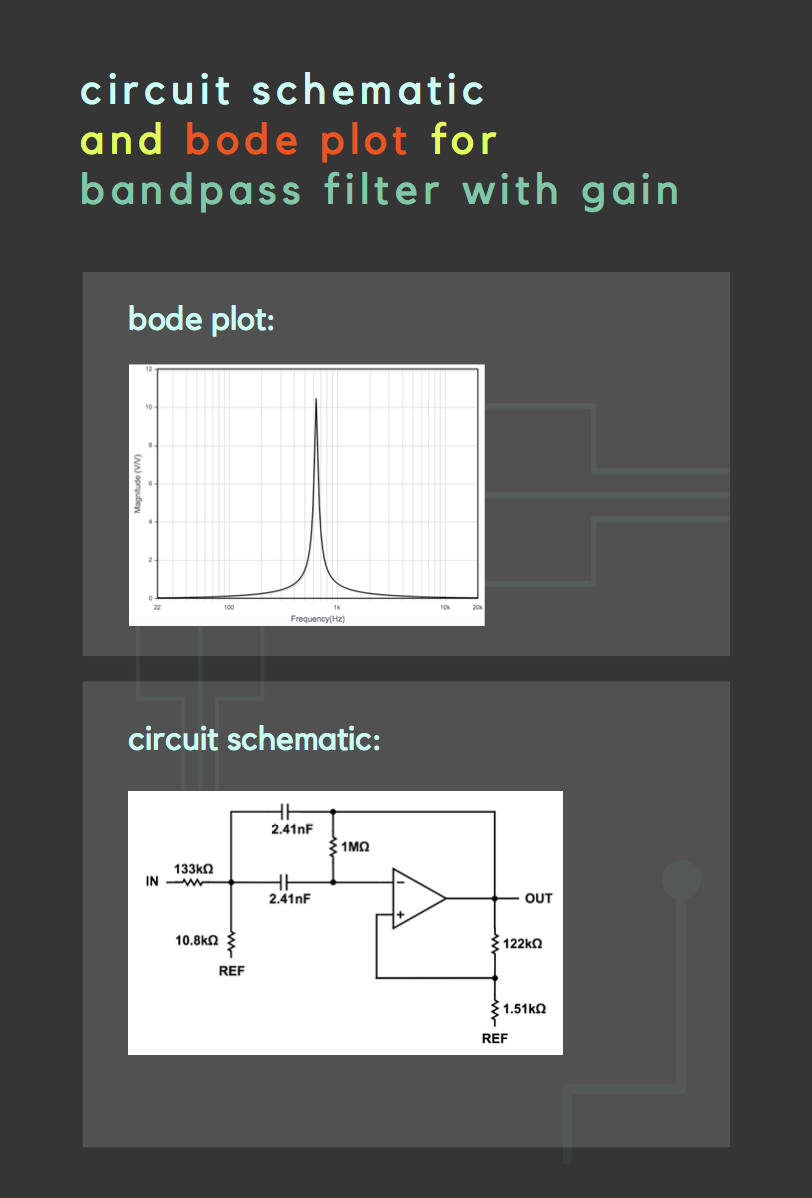 circuit schematic
and bode plot for
bandpass filter with gain
bode plot:
12
10
8
6
4
2
0
Magnitude (V/V)
22 100 1k 10k 20k
Frequency(Hz)
circuit schematic:
2.41nF
1MΩ
133kΩ
IN
2.41nF
−
+
OUT
10.8kΩ
REF
122kΩ
1.51kΩ
REF